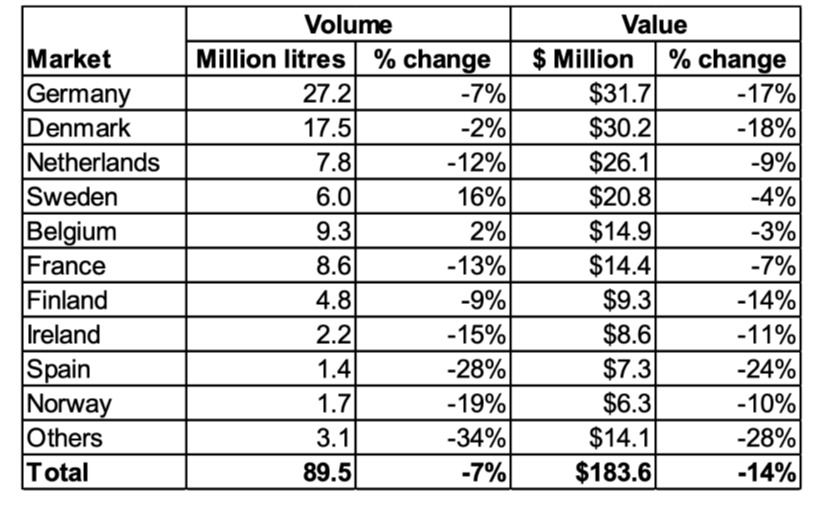 Volume Value
Market Million litres % change $ Million % change
Germany 27.2 -7% $31.7 -17%
Denmark 17.5 -2% $30.2 -18%
Netherlands 7.8 -12% $26.1 -9%
Sweden 6.0 16% $20.8 -4%
Belgium 9.3 2% $14.9 -3%
France 8.6 -13% $14.4 -7%
Finland 4.8 -9% $9.3 -14%
Ireland 2.2 -15% $8.6 -11%
Spain 1.4 -28% $7.3 -24%
Norway 1.7 -19% $6.3 -10%
Others 3.1 -34% $14.1 -28%
Total 89.5 -7% $183.6 -14%